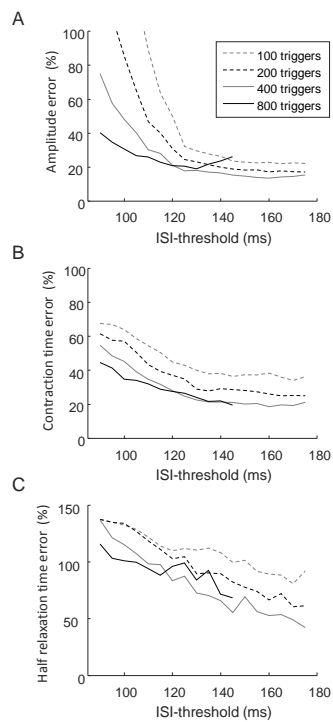 A
100
80
60
40
20
0
Amplitude error (%)
100 triggers
200 triggers
400 triggers
800 triggers
100 120 140 160 180
ISI-threshold (ms)
B
100
80
60
40
20
0
Contraction time error (%)
100 120 140 160 180
ISI-threshold (ms)
C
150
100
50
0
Half relaxation time error (%)
100 120 140 160 180
ISI-threshold (ms)